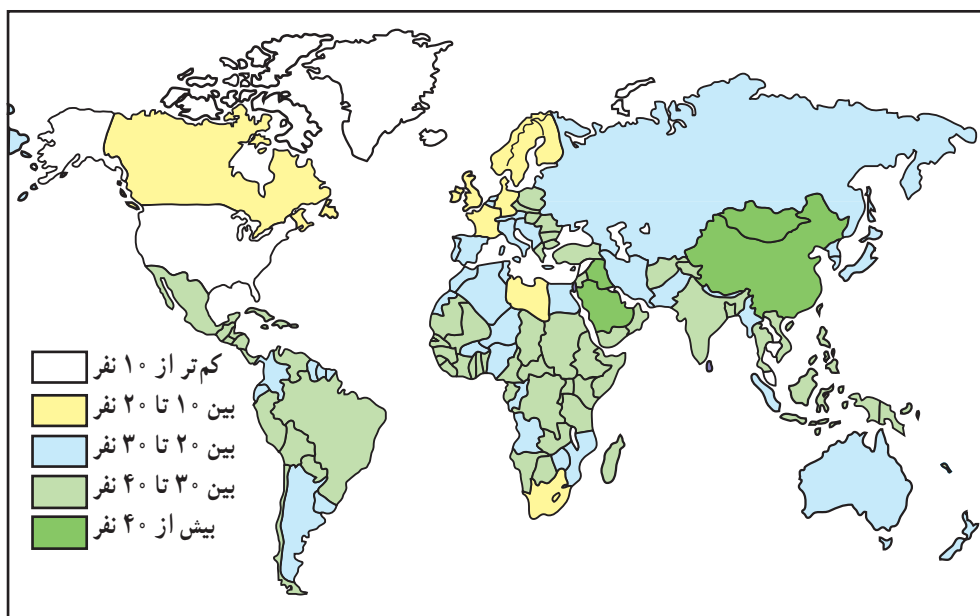 کم‌تر از ۱۰ نفر
بین ۱۰ تا ۲۰ نفر
بین ۲۰ تا ۳۰ نفر
بین ۳۰ تا ۴۰ نفر
بیش از ۴۰ نفر